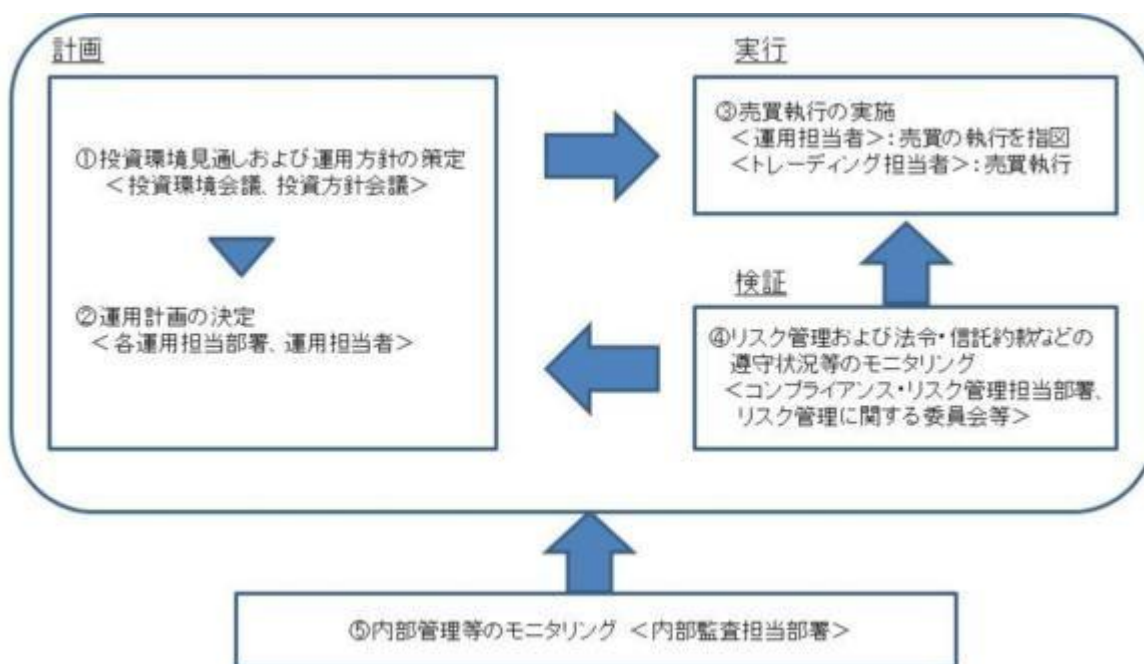 計画
①投資環境見通しおよび運用方針の策定
＜投資環境会議、投資方針会議＞
②運用計画の決定
＜各運用担当部署、運用担当者＞
実行
③売買執行の実施
＜運用担当者＞：売買の執行を指図
＜トレーディング担当者＞：売買執行
検証
④リスク管理および法令・信託約款などの
遵守状況等のモニタリング
＜コンプライアンス・リスク管理担当部署、
リスク管理に関する委員会等＞
⑤内部管理等のモニタリング ＜内部監査担当部署＞